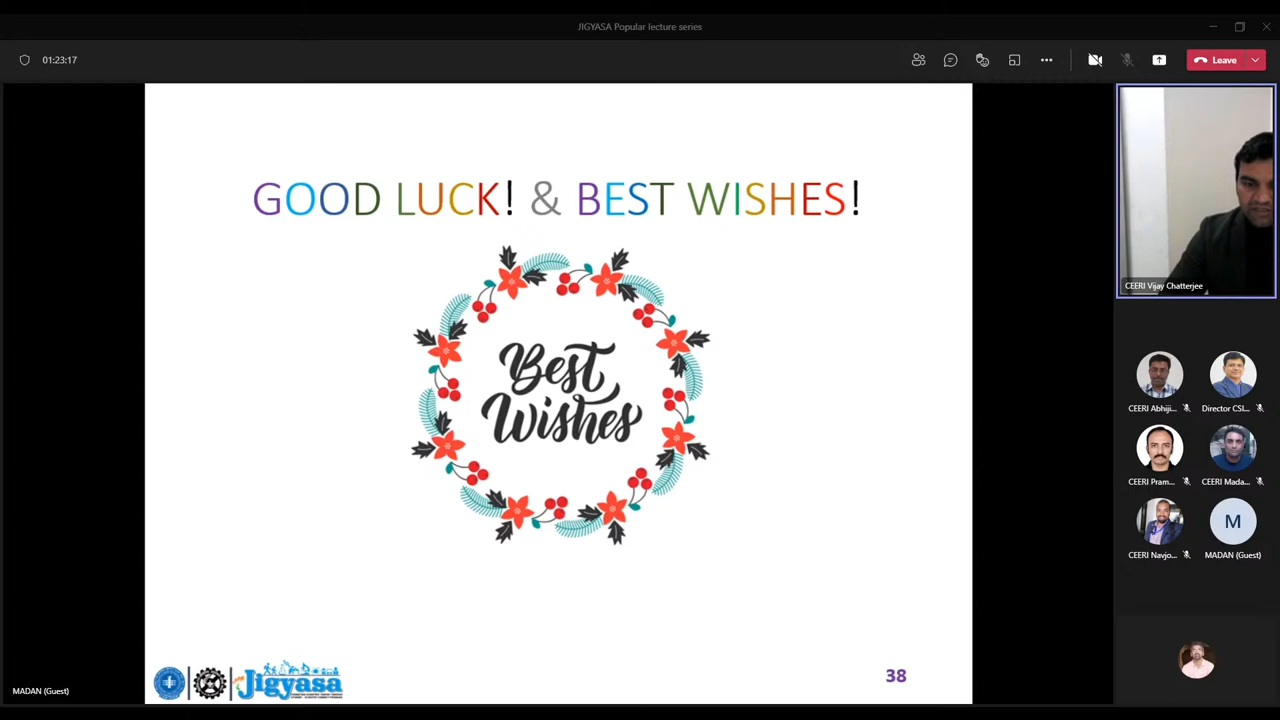 JIGYASA Popular lecture series
01:23:17
Leave
GOOD LUCK! & BEST WISHES!
Best
Wishes
CEERI Vijay Chatterjee
CEERI Abhiji...
Director CSI...
CEERI Pram...
CEERI Mada...
CEERI Navjo...
M
MADAN (Guest)
Jigyasa
38
MADAN (Guest)